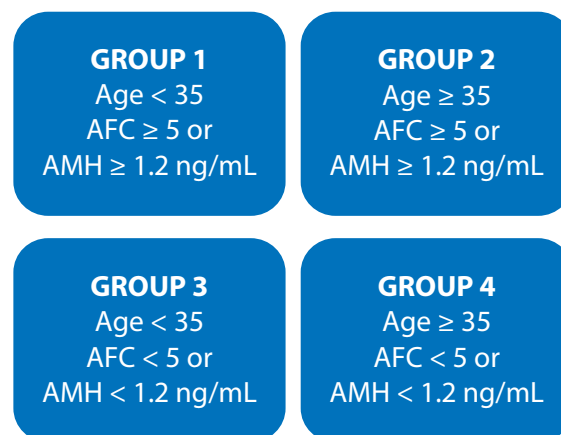 GROUP 1
Age < 35
AFC ≥ 5 or
AMH ≥ 1.2 ng/mL
GROUP 2
Age ≥ 35
AFC ≥ 5 or
AMH ≥ 1.2 ng/mL
GROUP 3
Age < 35
AFC < 5 or
AMH < 1.2 ng/mL
GROUP 4
Age ≥ 35
AFC < 5 or
AMH < 1.2 ng/mL